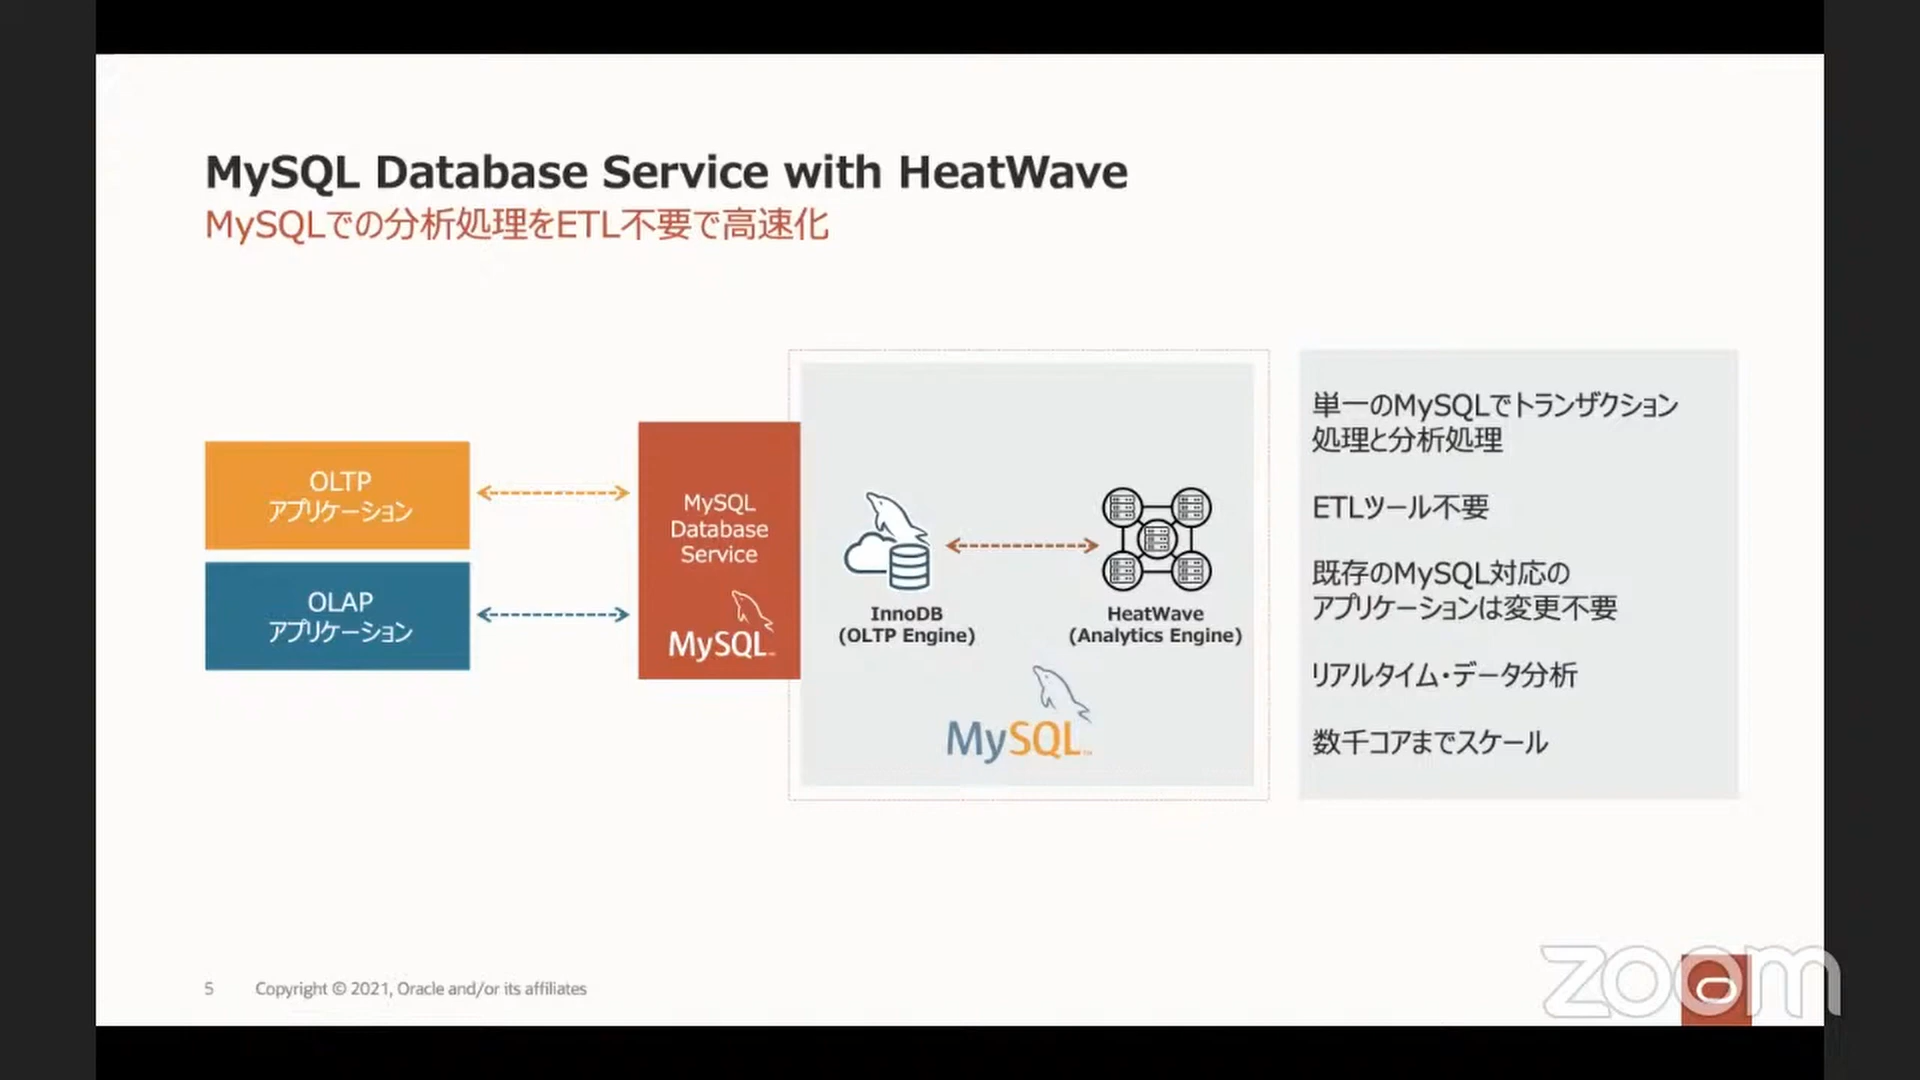 MySQL Database Service with HeatWave
MySQLでの分析処理をETL不要で高速化
OLTP
アプリケーション
OLAP
アプリケーション
MySQL
Database
Service
MySQL™
InnoDB
(OLTP Engine)
HeatWave
(Analytics Engine)
MySQL™
単一のMySQLでトランザクション
処理と分析処理
ETLツール不要
既存のMySQL対応の
アプリケーションは変更不要
リアルタイム・データ分析
数千コアまでスケール
5
Copyright © 2021, Oracle and/or its affiliates
zoom